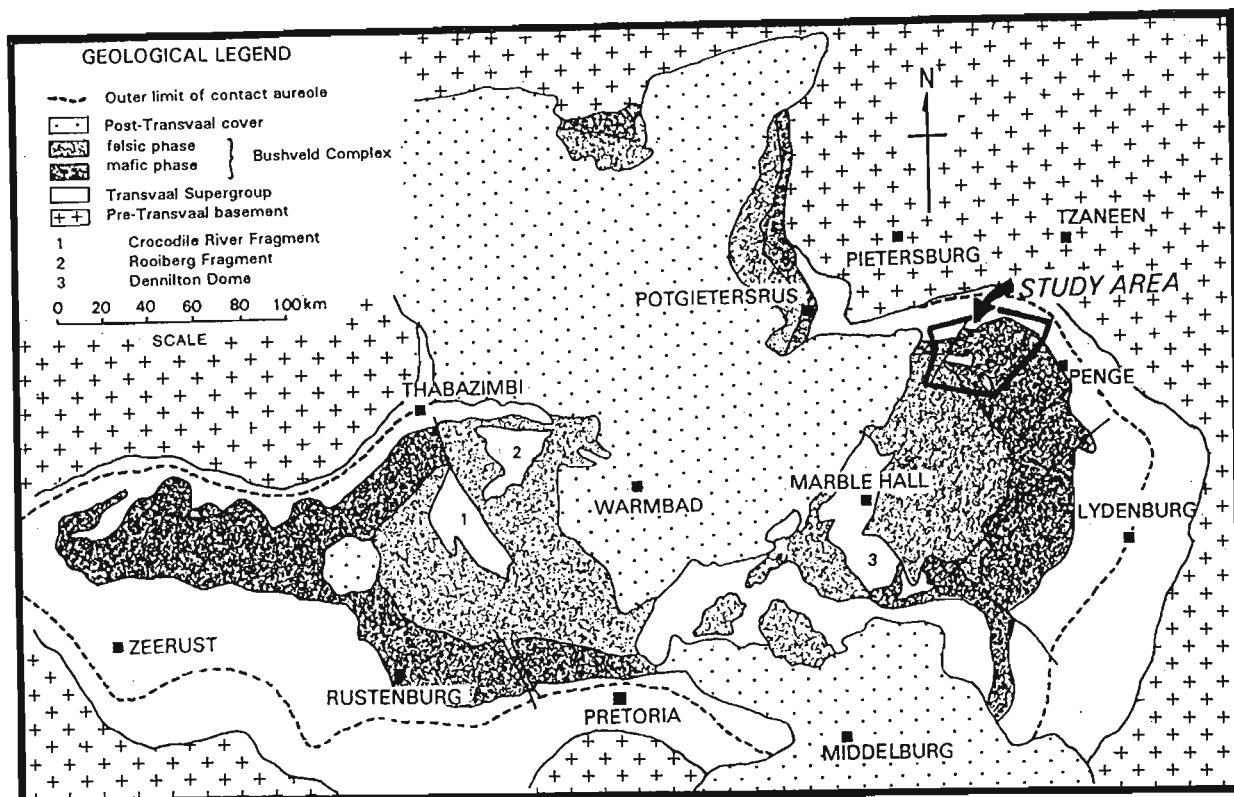 GEOLOGICAL LEGEND
Outer limit of contact aureole
Post-Transvaal cover
felsic phase
mafic phase
Bushveld Complex
Transvaal Supergroup
Pre-Transvaal basement
1 Crocodile River Fragment
2 Rooiberg Fragment
3 Dennilton Dome
0 20 40 60 80 100 km
SCALE
N
TZANEEN
PIETERSBURG
STUDY AREA
POTGIETERSRUS
PENGE
THABAZIMBI
2
MARBLE HALL
WARMBAD
1
LYDENBURG
3
ZEERUST
RUSTENBURG
PRETORIA
MIDDELBURG